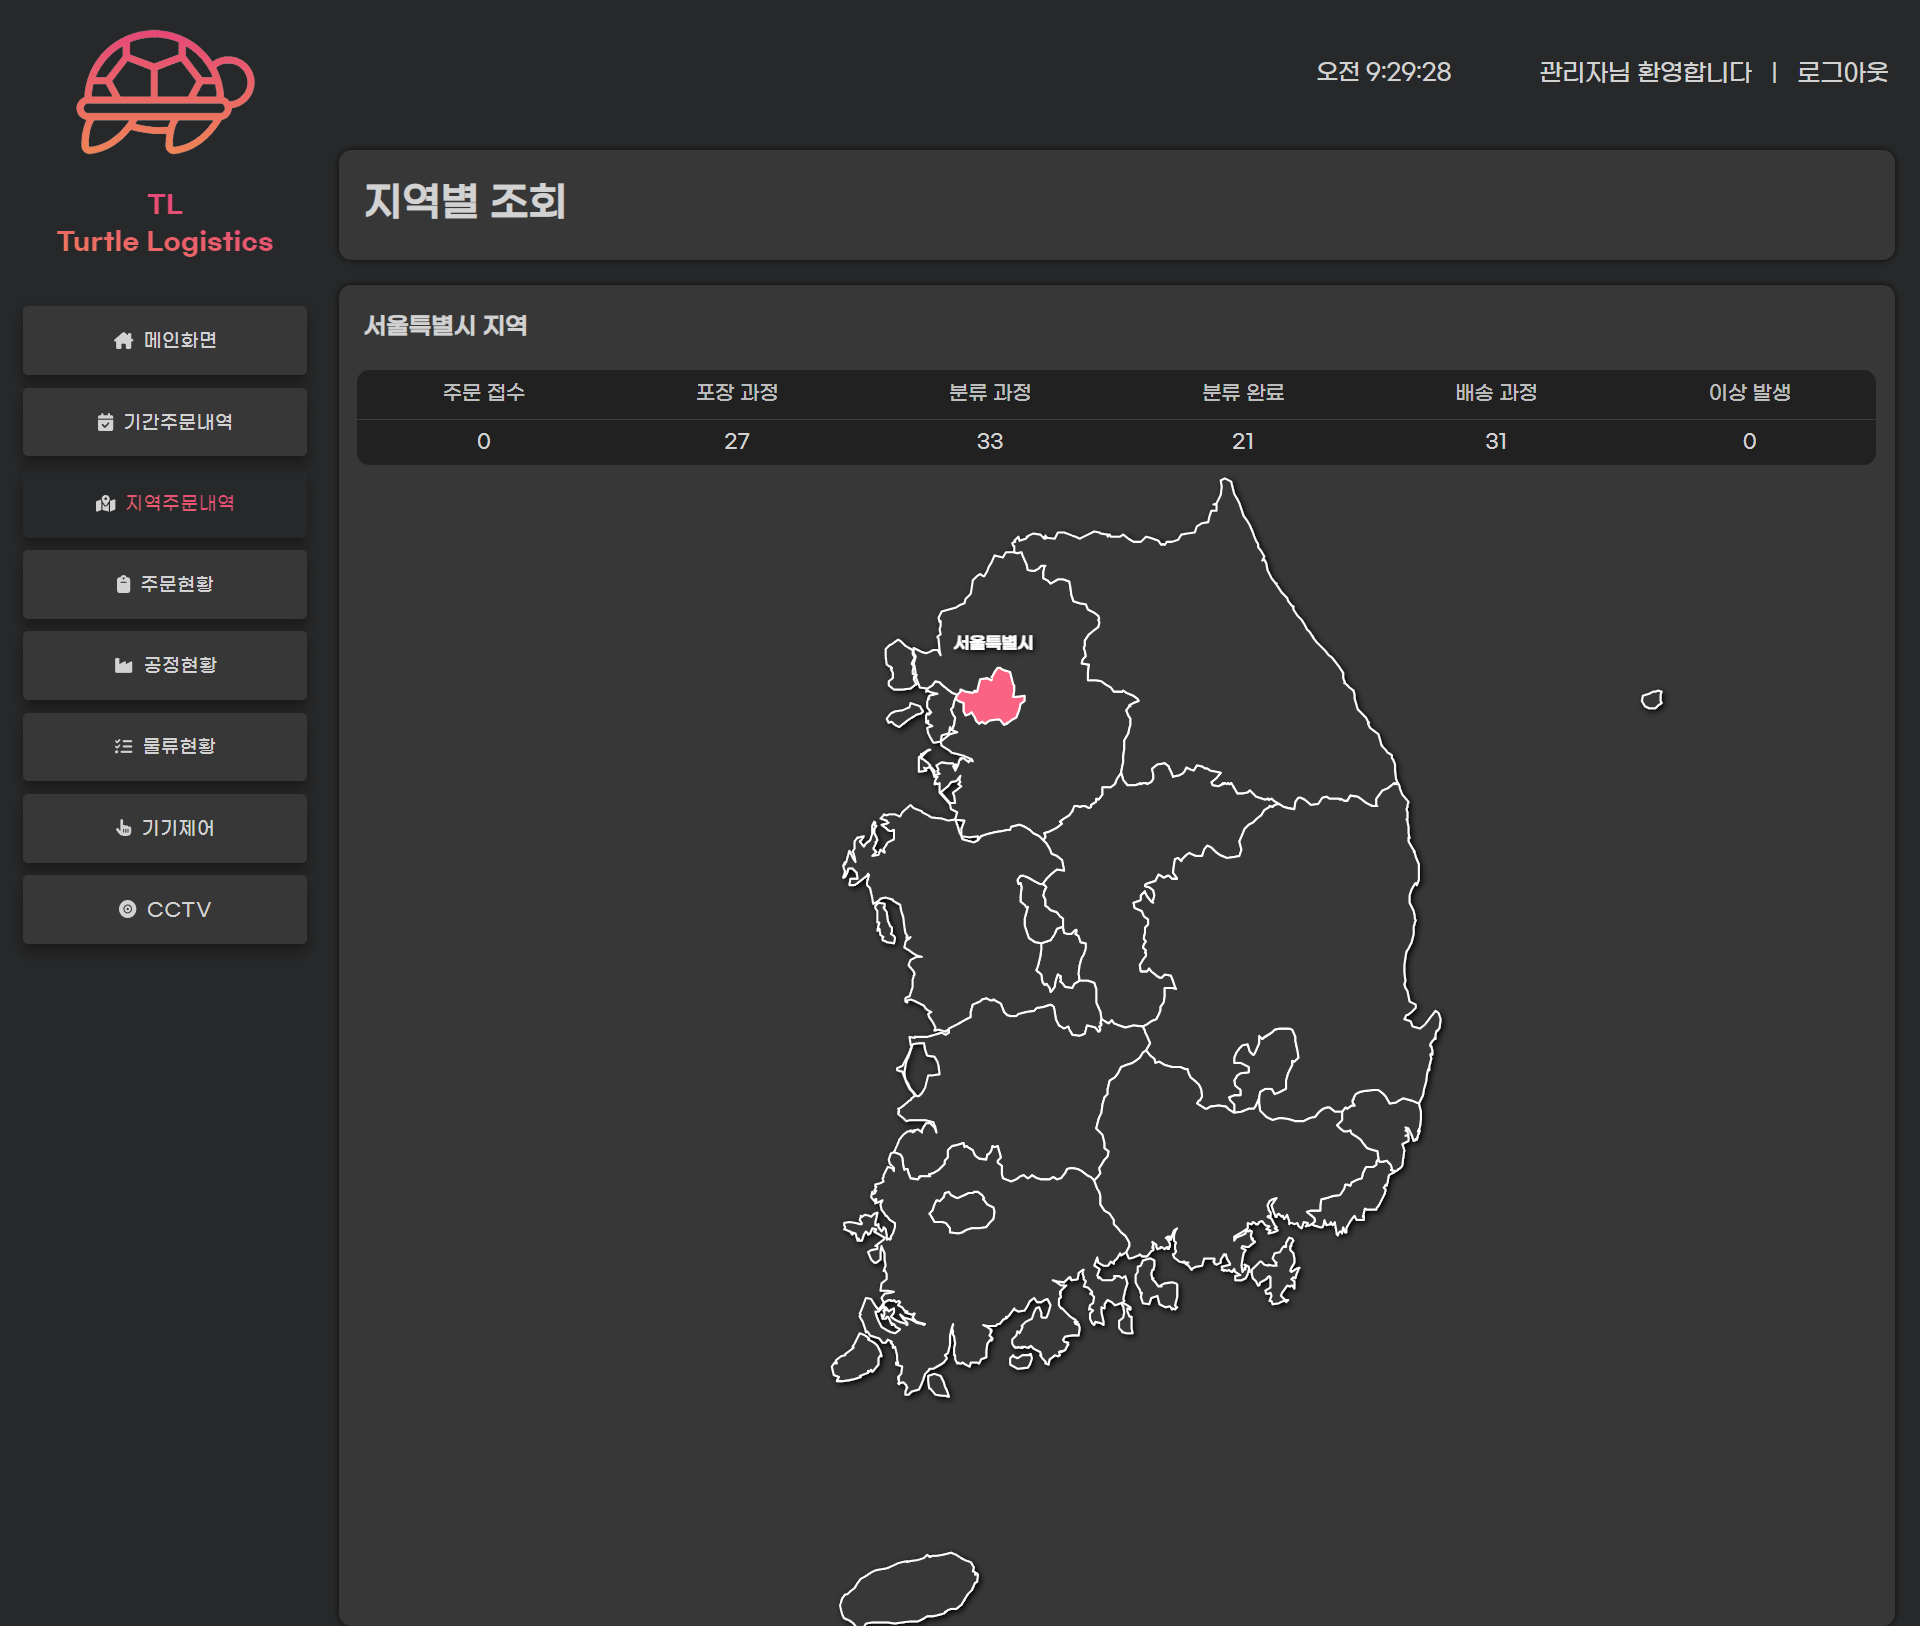 오전 9:29:28 관리자님 환영합니다 | 로그아웃
TL
Turtle Logistics
메인화면
기간주문내역
지역주문내역
주문현황
공정현황
물류현황
기기제어
CCTV
지역별 조회
서울특별시 지역
주문 접수 포장 과정 분류 과정 분류 완료 배송 과정 이상 발생
0 27 33 21 31 0
서울특별시